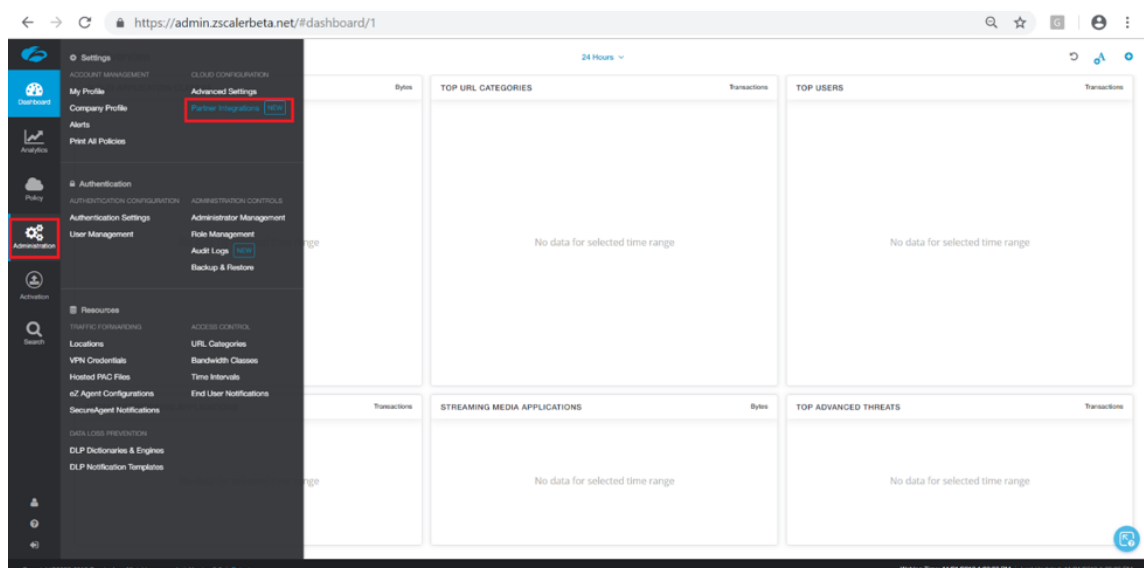 https://admin.zscalerbeta.net/#dashboard/1
G
Dashboard
Analytics
Policy
Administration
Activation
Search
Settings
ACCOUNT MANAGEMENT
My Profile
Company Profile
Alerts
Print All Policies
CLOUD CONFIGURATION
Advanced Settings
Partner Integrations NEW
Authentication
AUTHENTICATION CONFIGURATION
Authentication Settings
User Management
ADMINISTRATION CONTROLS
Administrator Management
Role Management
Audit Logs NEW
Backup & Restore
Resources
TRAFFIC FORWARDING
Locations
VPN Credentials
Hosted PAC Files
eZ Agent Configurations
SecureAgent Notifications
ACCESS CONTROL
URL Categories
Bandwidth Classes
Time Intervals
End User Notifications
DATA LOSS PREVENTION
DLP Dictionaries & Engines
DLP Notification Templates
24 Hours
Bytes
nge
TOP URL CATEGORIES Transactions
No data for selected time range
TOP USERS Transactions
No data for selected time range
Transactions
nge
STREAMING MEDIA APPLICATIONS Bytes
No data for selected time range
TOP ADVANCED THREATS Transactions
No data for selected time range